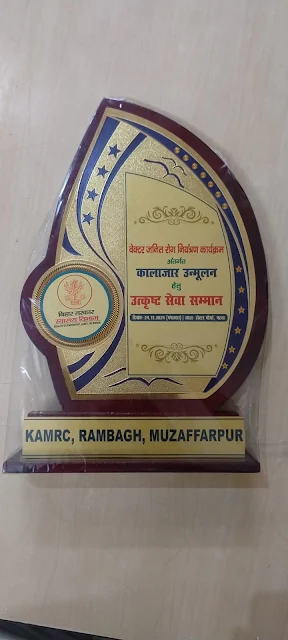 वेक्टर जनित रोग नियंत्रण कार्यक्रम
अंतर्गत
कालाजार उन्मूलन
हेतु
उत्कृष्ट सेवा सम्मान
बिहार सरकार
स्वास्थ्य विभाग
KAMRC, RAMBAGH, MUZAFFARPUR